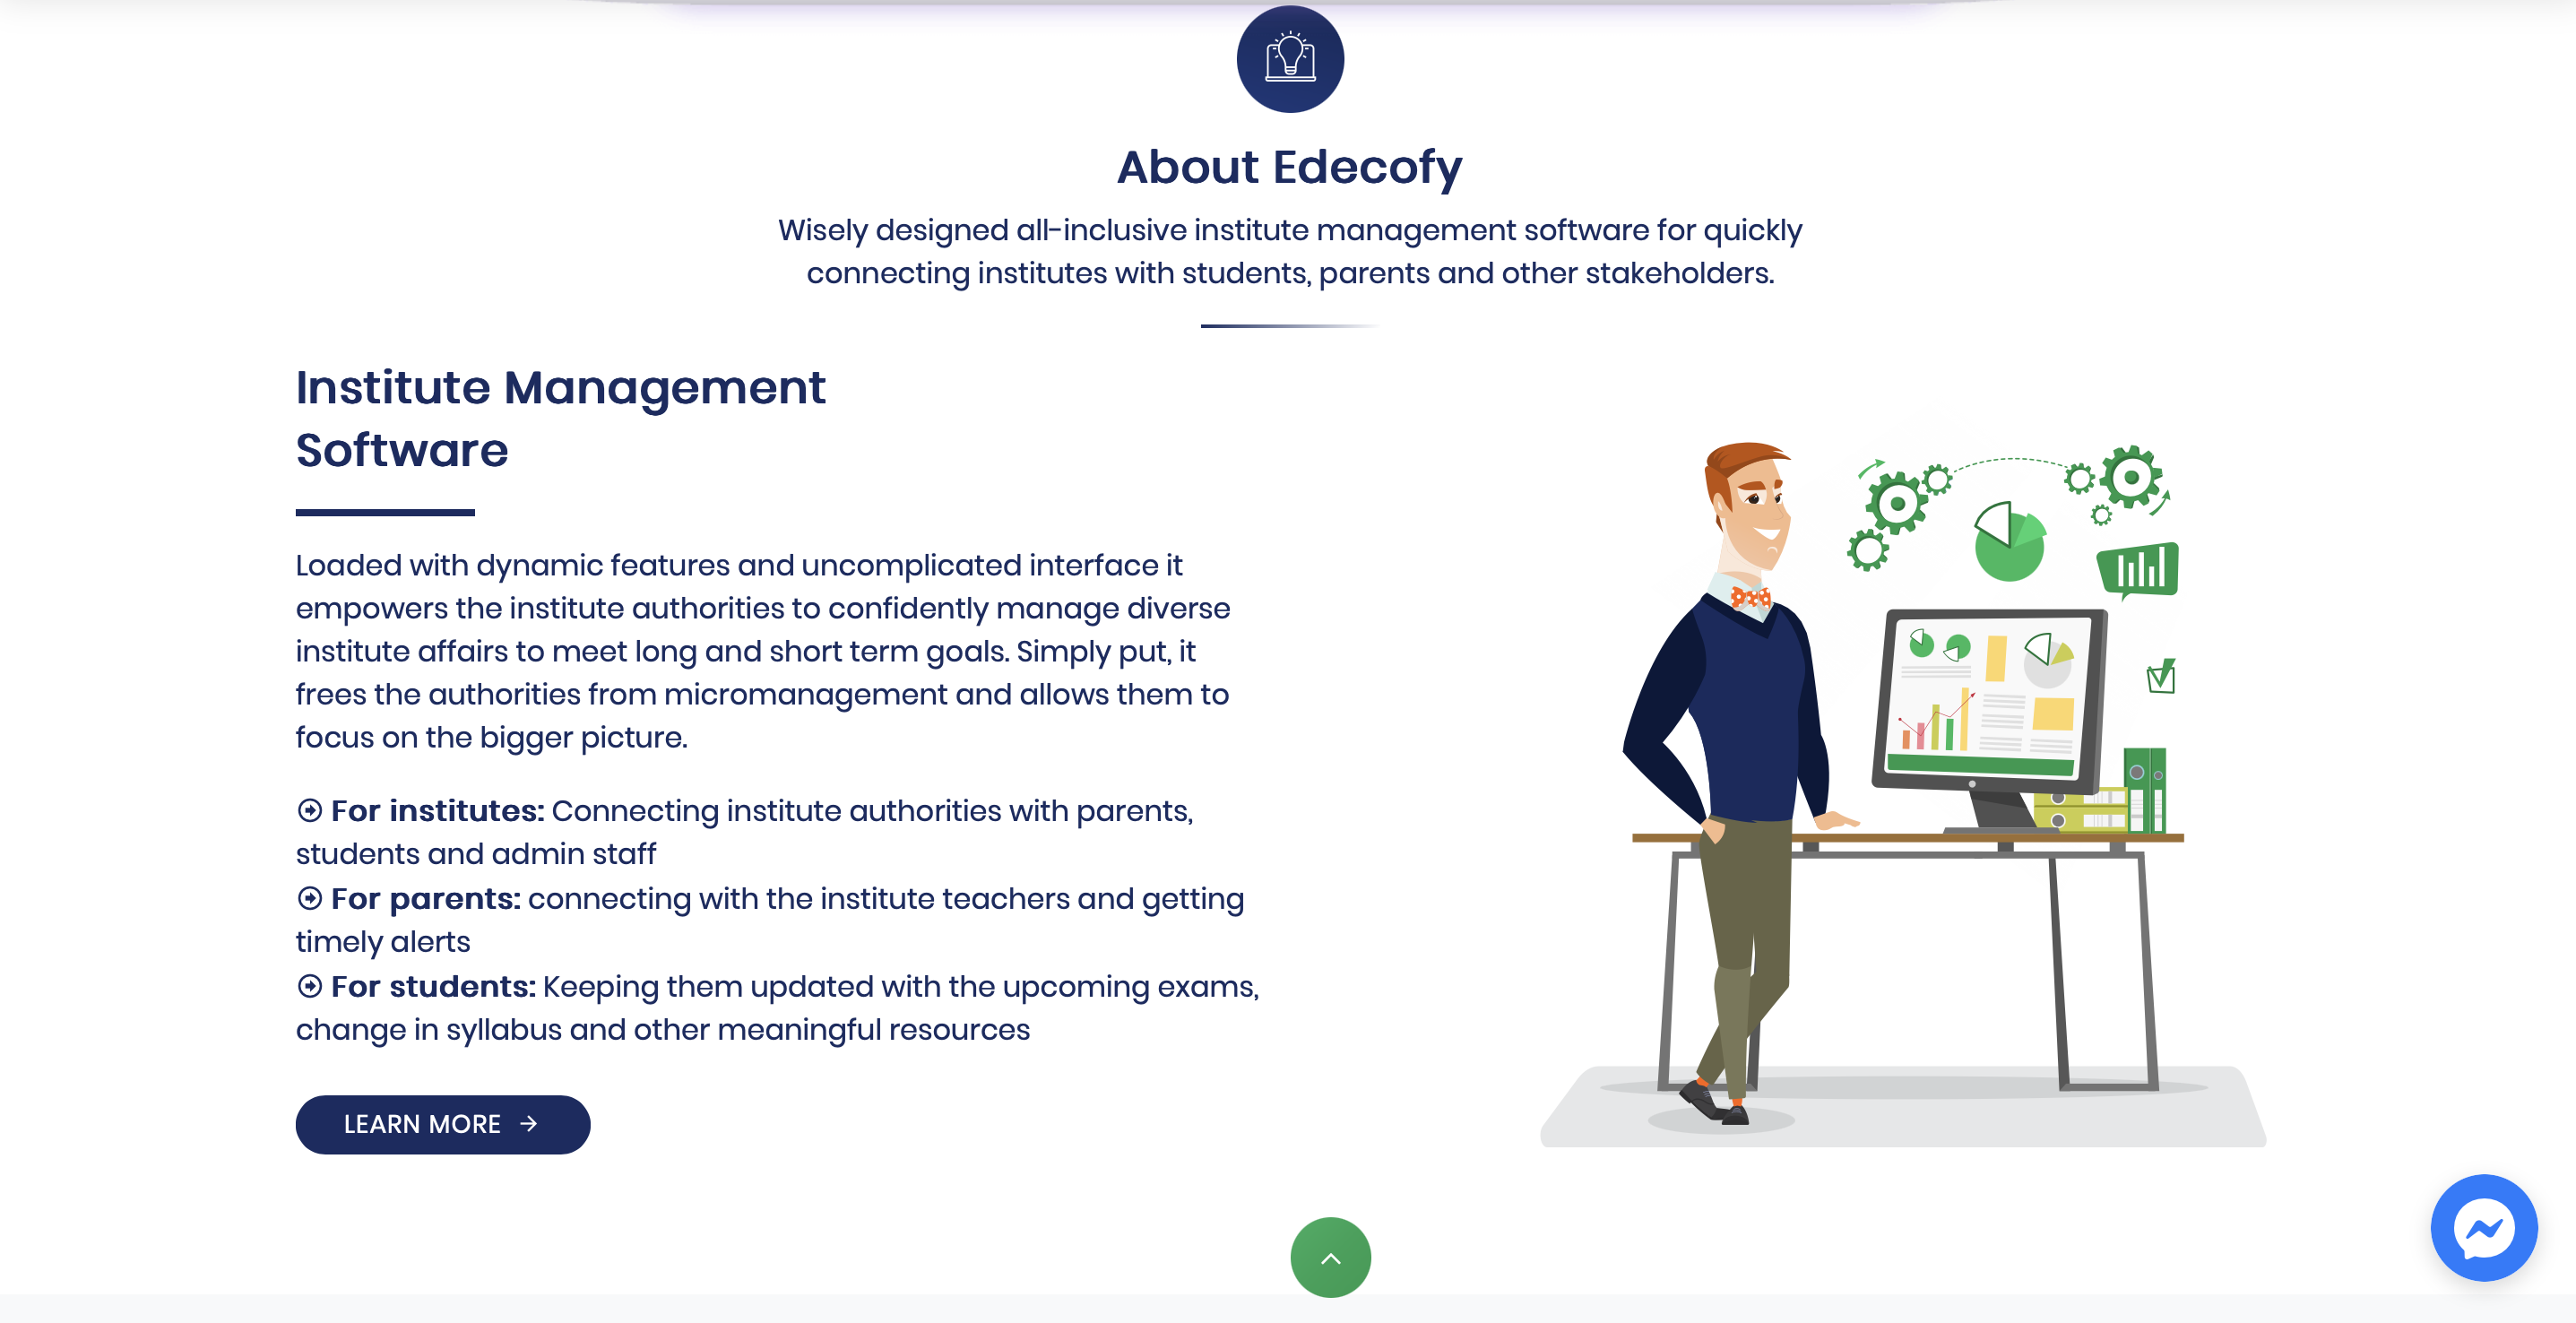 About Edecofy
Wisely designed all-inclusive institute management software for quickly
connecting institutes with students, parents and other stakeholders.
Institute Management
Software
Loaded with dynamic features and uncomplicated interface it
empowers the institute authorities to confidently manage diverse
institute affairs to meet long and short term goals. Simply put, it
frees the authorities from micromanagement and allows them to
focus on the bigger picture.
For institutes: Connecting institute authorities with parents,
students and admin staff
For parents: connecting with the institute teachers and getting
timely alerts
For students: Keeping them updated with the upcoming exams,
change in syllabus and other meaningful resources
LEARN MORE